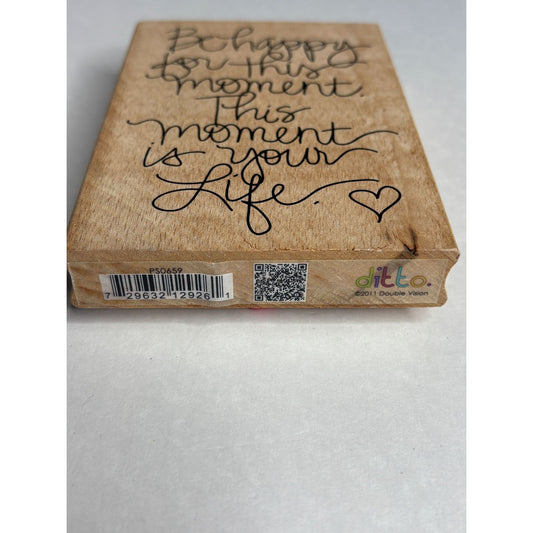 Be happy
for this
moment.
This
moment
is your
Life.
PS0659
7 29632 12926 1
ditto.
©2011 Double Vision